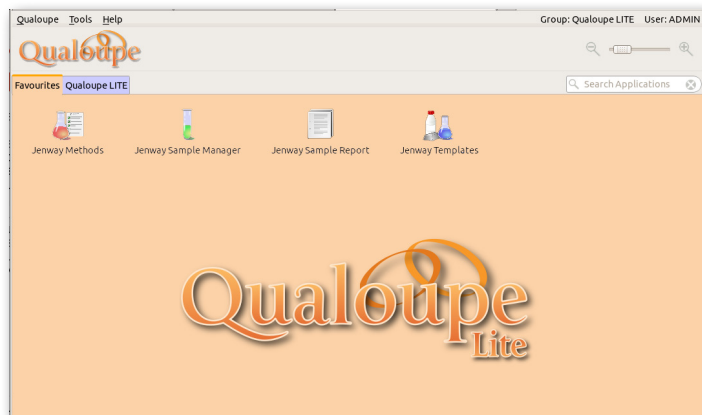 Qualoupe Tools Help Group: Qualoupe LITE User: ADMIN
Qualoupe
Favourites Qualoupe LITE Search Applications
Jenway Methods Jenway Sample Manager Jenway Sample Report Jenway Templates
Qualoupe
Lite